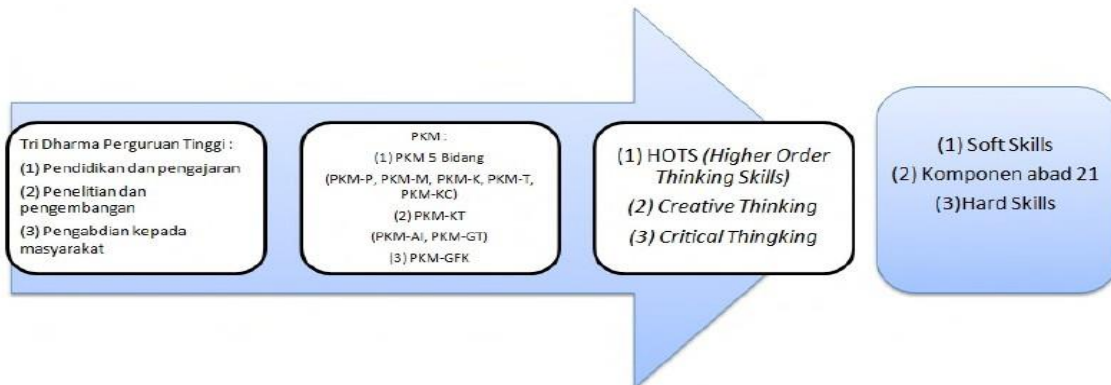 Tri Dharma Perguruan Tinggi :
(1) Pendidikan dan pengajaran
(2) Penelitian dan
pengembangan
(3) Pengabdian kepada
masyarakat
PKM :
(1) PKM 5 Bidang
(PKM-P, PKM-M, PKM-K, PKM-T,
PKM-KC)
(2) PKM-KT
(PKM-AI, PKM-GT)
(3) PKM-GFK
(1) HOTS (Higher Order
Thinking Skills)
(2) Creative Thinking
(3) Critical Thingking
(1) Soft Skills
(2) Komponen abad 21
(3)Hard Skills